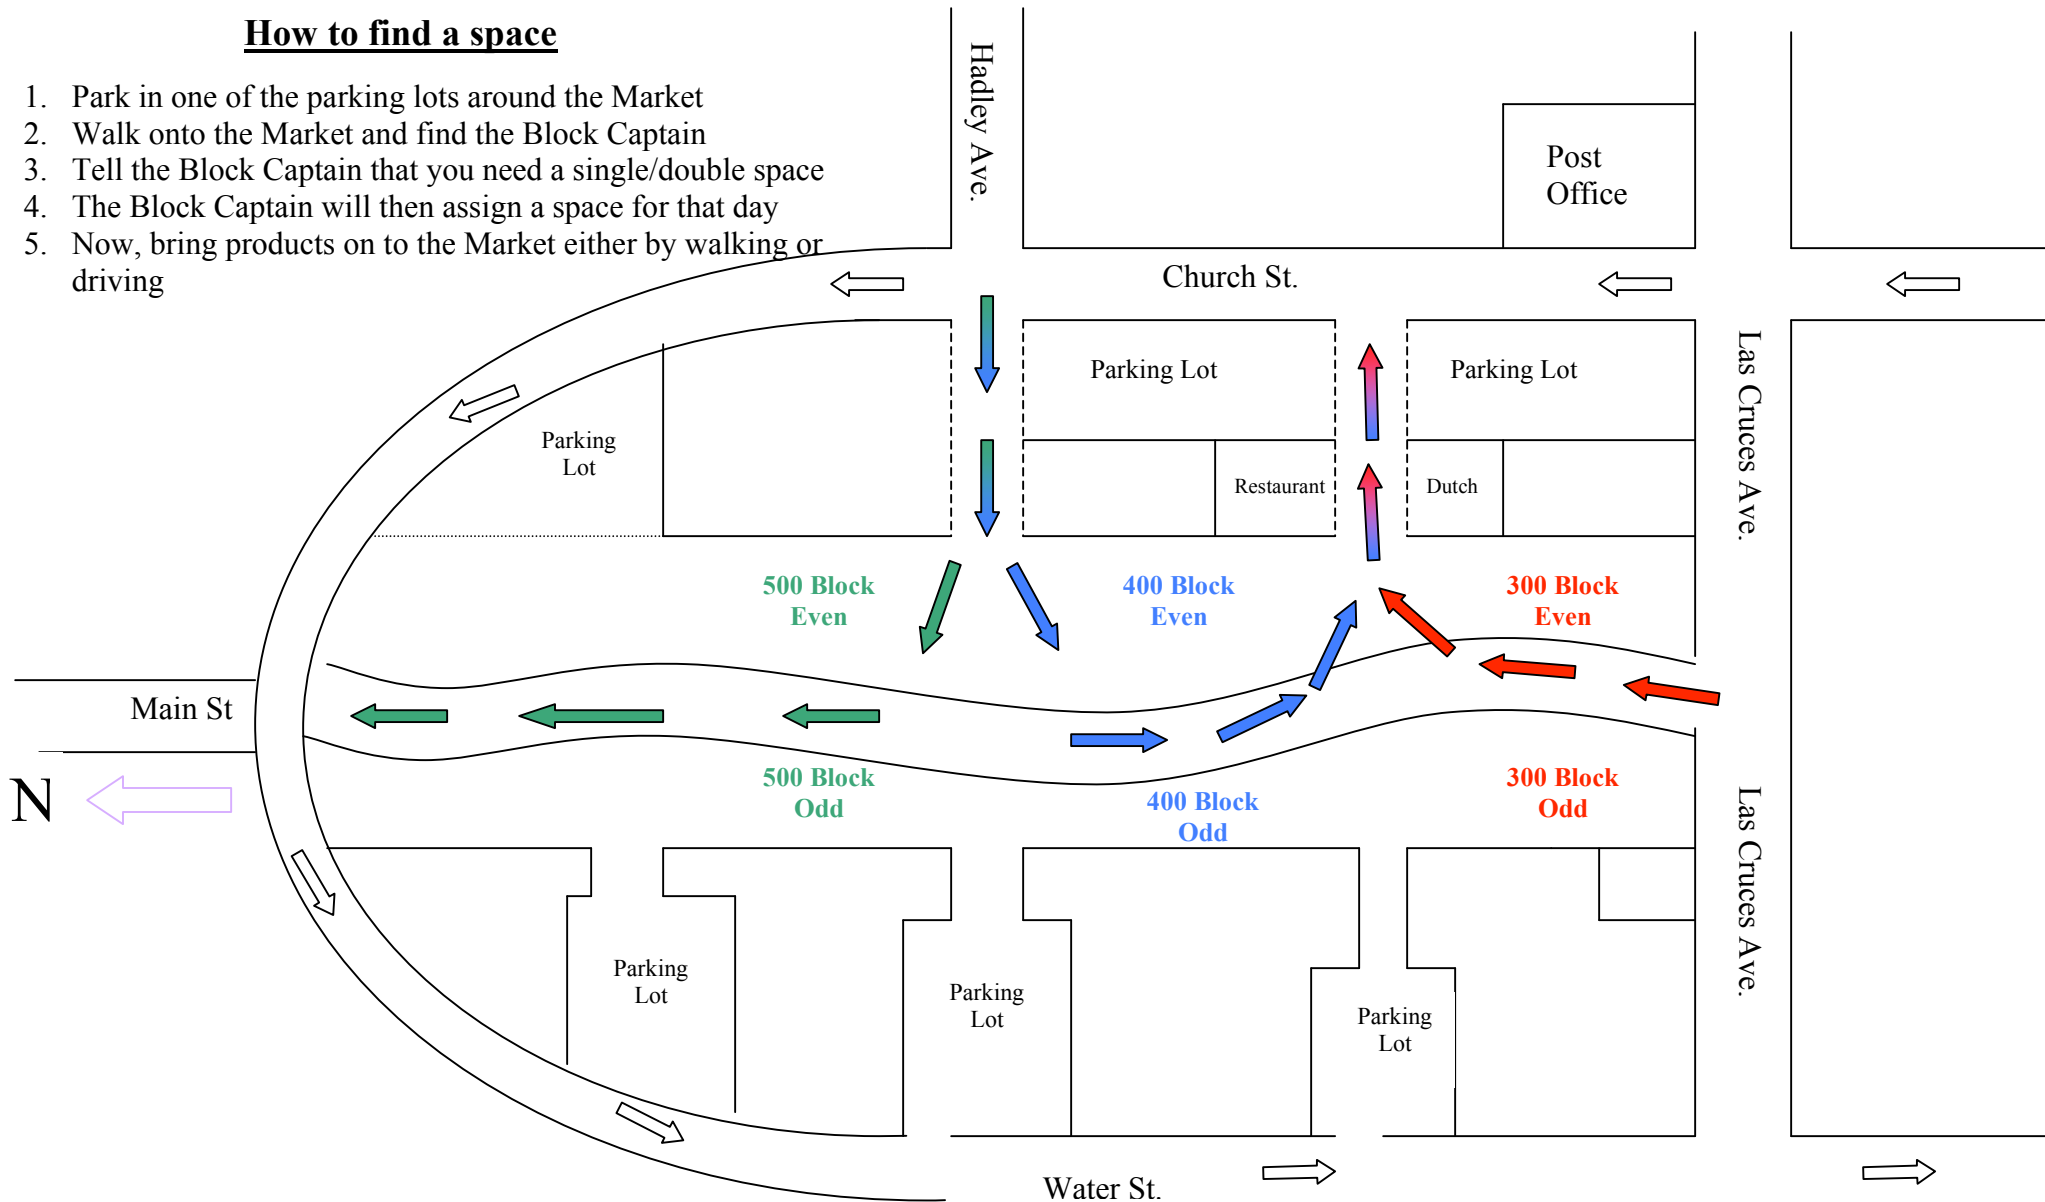 How to find a space
1. Park in one of the parking lots around the Market
2. Walk onto the Market and find the Block Captain
3. Tell the Block Captain that you need a single/double space
4. The Block Captain will then assign a space for that day
5. Now, bring products on to the Market either by walking or
driving
Hadley Ave.
Post
Office
Church St.
Parking Lot
Parking Lot
Las Cruces Ave.
Parking
Lot
Restaurant
Dutch
500 Block
Even
400 Block
Even
300 Block
Even
Main St
N
500 Block
Odd
400 Block
Odd
300 Block
Odd
Las Cruces Ave.
Parking
Lot
Parking
Lot
Parking
Lot
Water St.